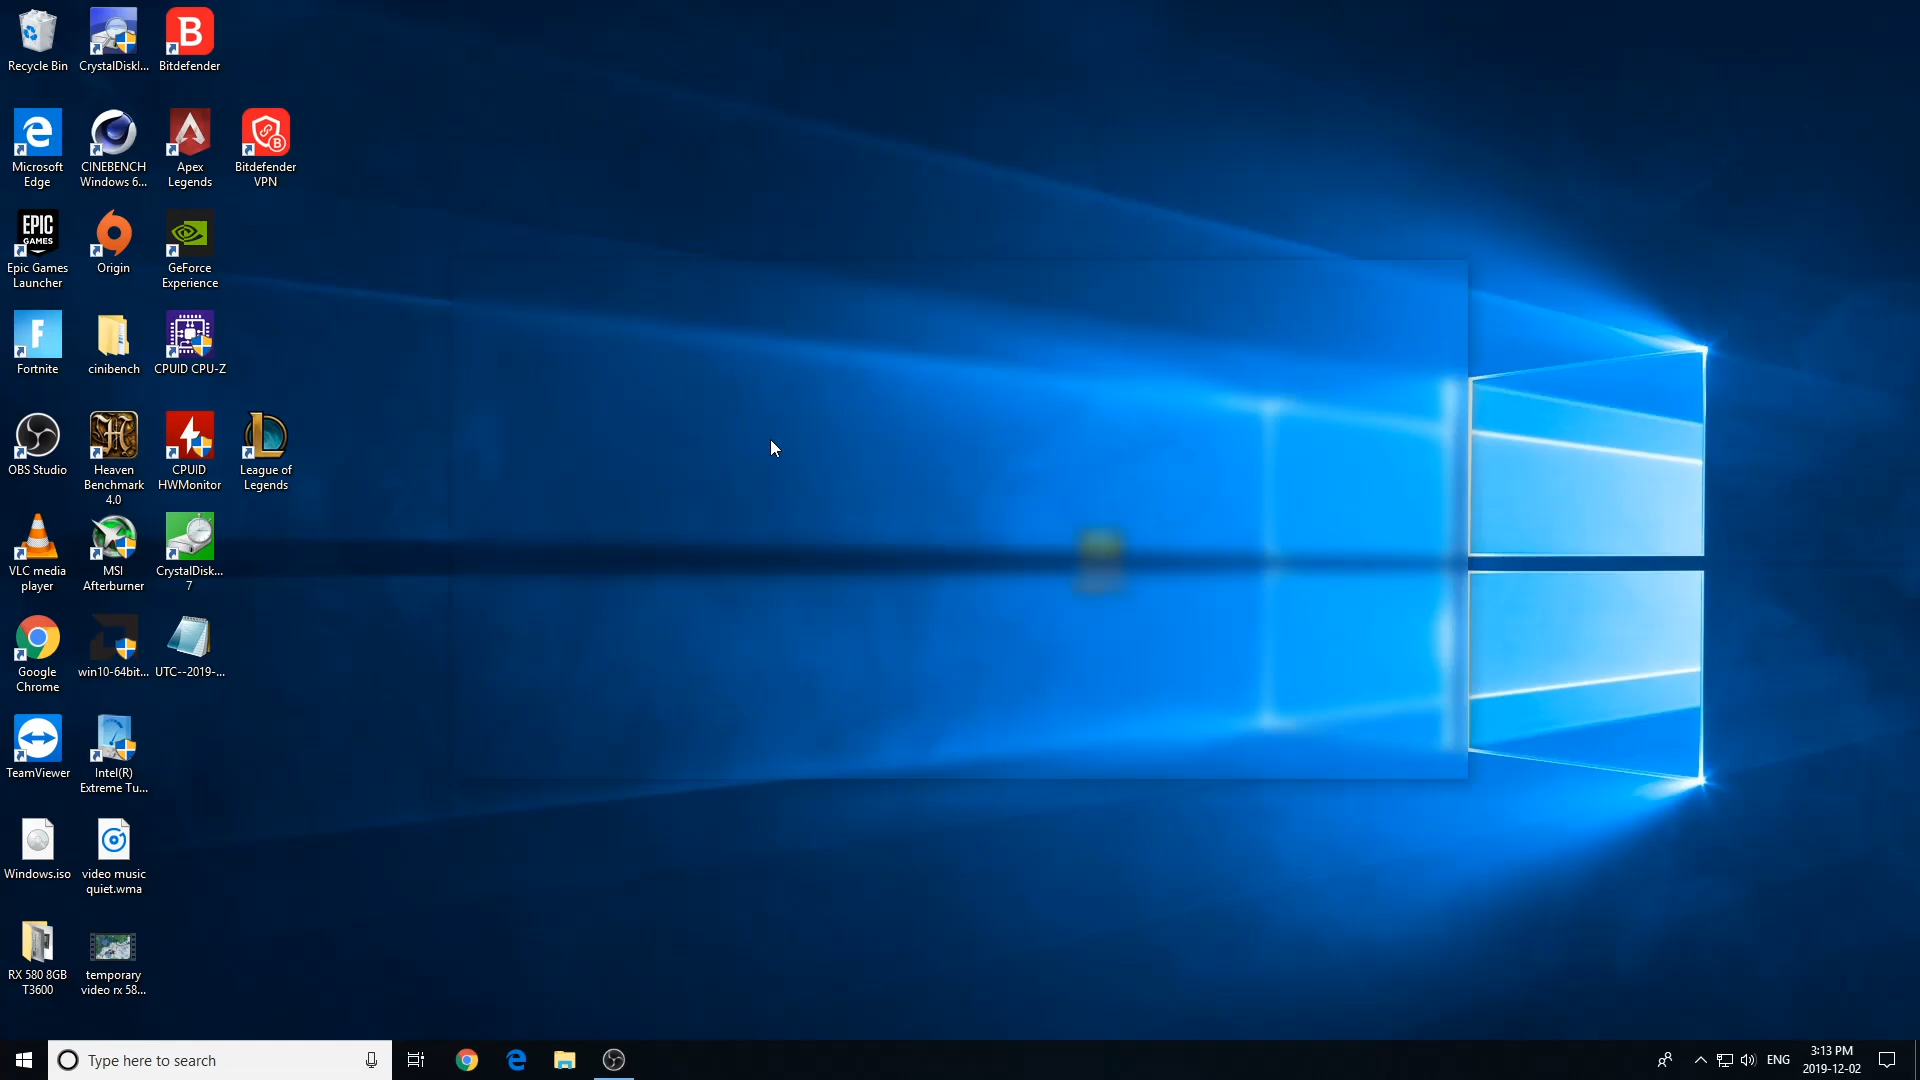 Recycle Bin
CrystalDiskI...
B
Bitdefender
Microsoft
Edge
CINEBENCH
Windows 6...
Apex
Legends
B
Bitdefender
VPN
EPIC
GAMES
Epic Games
Launcher
Origin
GeForce
Experience
F
Fortnite
cinibench
CPUID CPU-Z
OBS Studio
H
Heaven
Benchmark
4.0
CPUID
HWMonitor
League of
Legends
VLC media
player
MSI
Afterburner
CrystalDisk...
7
Google
Chrome
win10-64bit...
UTC--2019-...
TeamViewer
Intel(R)
Extreme Tu...
Windows.iso
video music
quiet.wma
RX 580 8GB
T3600
temporary
video rx 58...
Type here to search
ENG
3:13 PM
2019-12-02